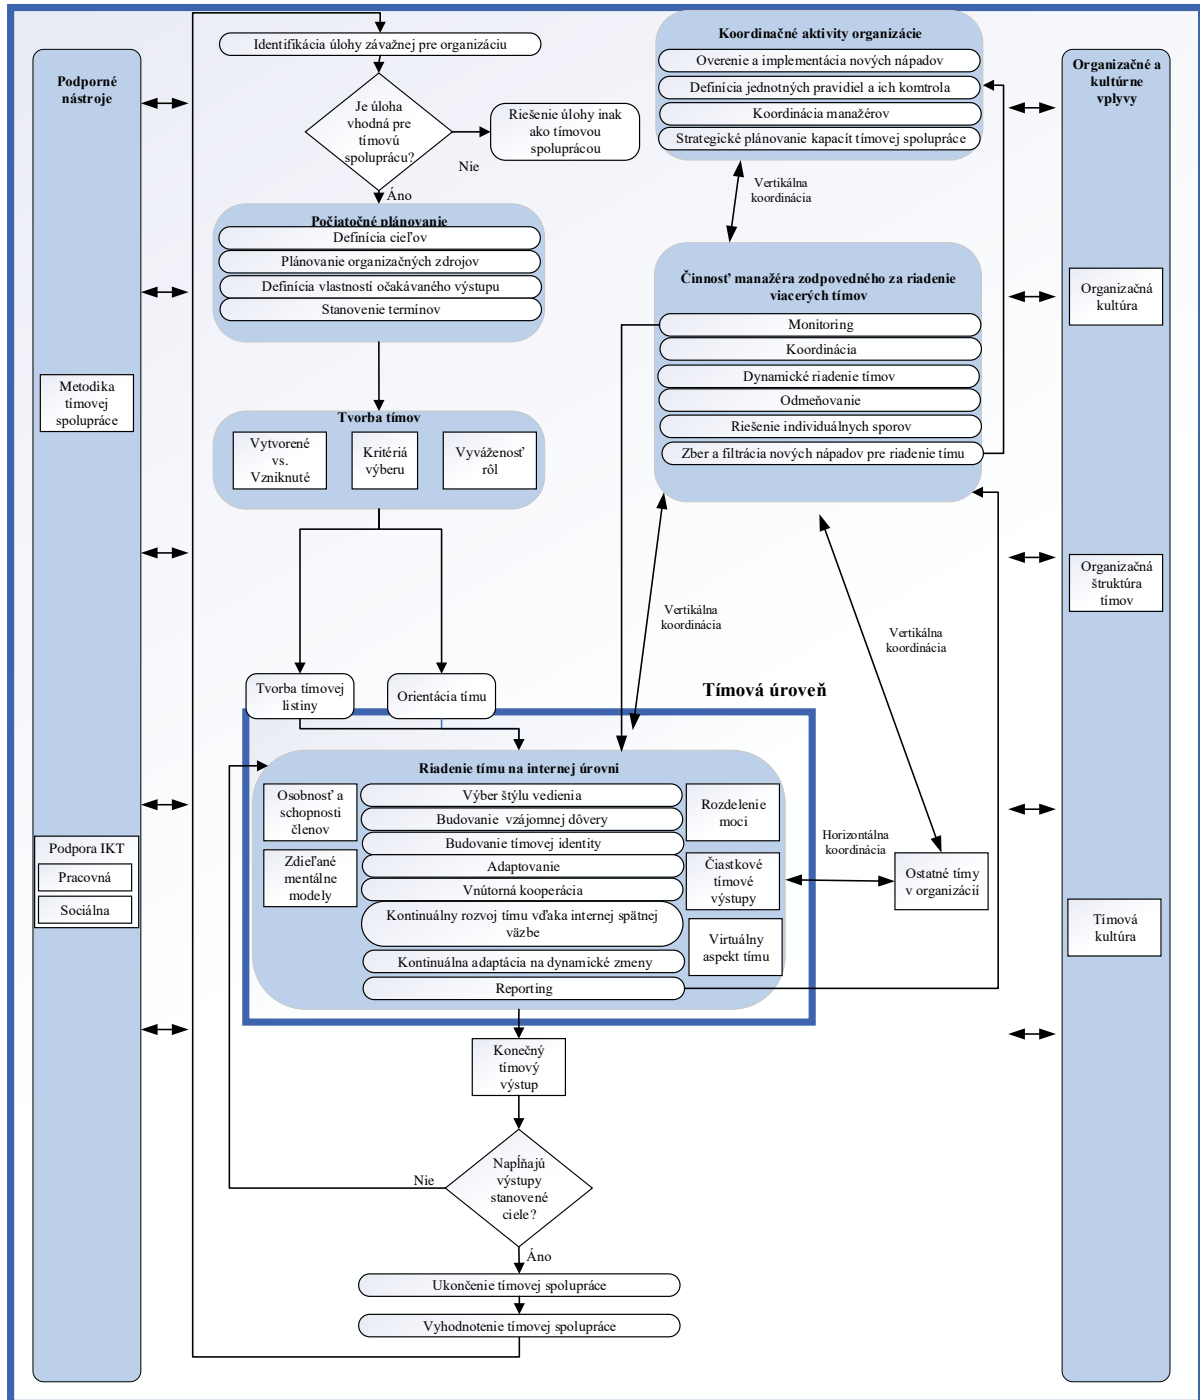 Podporné
nástroje
Metodika
tímovej
spolupráce
Podpora IKT
Pracovná
Sociálna
Identifikácia úlohy závažnej pre organizáciu
Je úloha
vhodná pre
tímovú
spoluprácu?
Nie
Riešenie úlohy inak
ako tímovou
spoluprácou
Áno
Počiatočné plánovanie
Definícia cieľov
Plánovanie organizačných zdrojov
Definícia vlastností očakávaného výstupu
Stanovenie termínov
Tvorba tímov
Vytvorené
vs.
Vzniknuté
Kritériá
výberu
Vyváženosť
rôl
Tvorba tímovej
listiny
Orientácia tímu
Koordinačné aktivity organizácie
Overenie a implementácia nových nápadov
Definícia jednotných pravidiel a ich komtrola
Koordinácia manažérov
Strategické plánovanie kapacít tímovej spolupráce
Vertikálna
koordinácia
Činnosť manažéra zodpovedného za riadenie
viacerých tímov
Monitoring
Koordinácia
Dynamické riadenie tímov
Odmeňovanie
Riešenie individuálnych sporov
Zber a filtrácia nových nápadov pre riadenie tímu
Vertikálna
koordinácia
Vertikálna
koordinácia
Tímová úroveň
Riadenie tímu na internej úrovni
Osobnosť a
schopnosti
členov
Zdieľané
mentálne
modely
Výber štýlu vedienia
Budovanie vzájomnej dôvery
Budovanie tímovej identity
Adaptovanie
Vnútorná kooperácia
Kontinuálny rozvoj tímu vďaka internej spätnej
väzbe
Kontinuálna adaptácia na dynamické zmeny
Reporting
Rozdelenie
moci
Čiastkové
tímové
výstupy
Virtuálny
aspekt tímu
Horizontálna
koordinácia
Ostatné tímy
v organizácií
Konečný
tímový
výstup
Napĺňajú
výstupy
stanovené
ciele?
Nie
Áno
Ukončenie tímovej spolupráce
Vyhodnotenie tímovej spolupráce
Organizačné a
kultúrne
vplyvy
Organizačná
kultúra
Organizačná
štruktúra
tímov
Tímová
kultúra